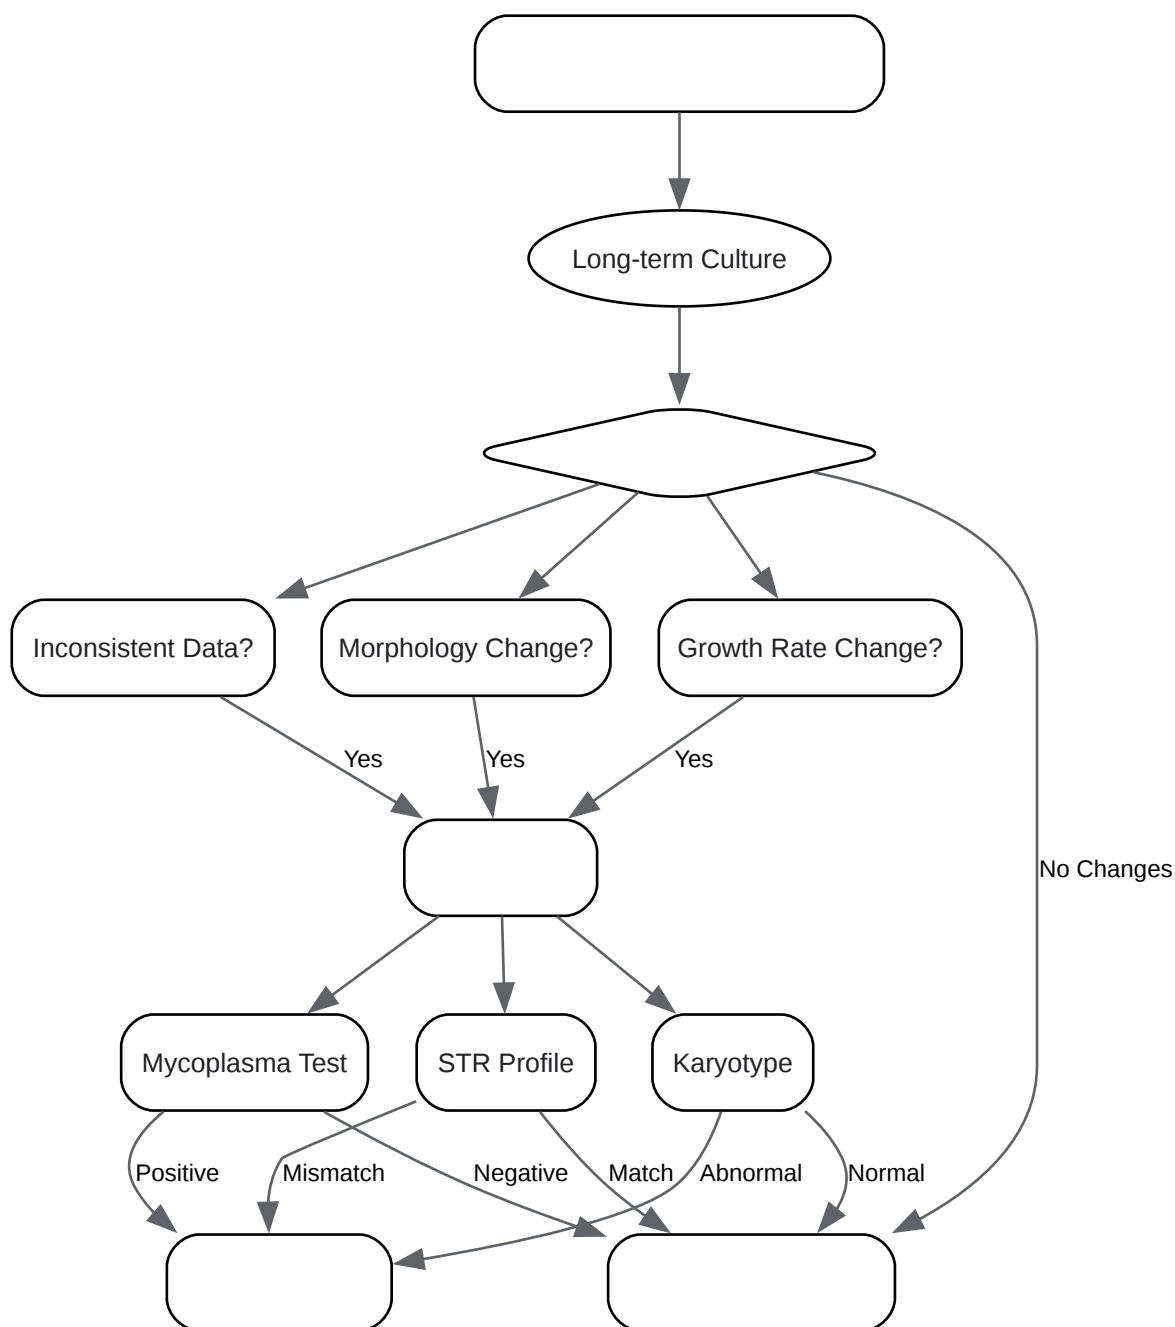 Long-term Culture
Inconsistent Data?
Morphology Change?
Growth Rate Change?
Yes
Yes
Yes
No Changes
Mycoplasma Test
STR Profile
Karyotype
Positive
Mismatch
Negative
Match
Abnormal
Normal